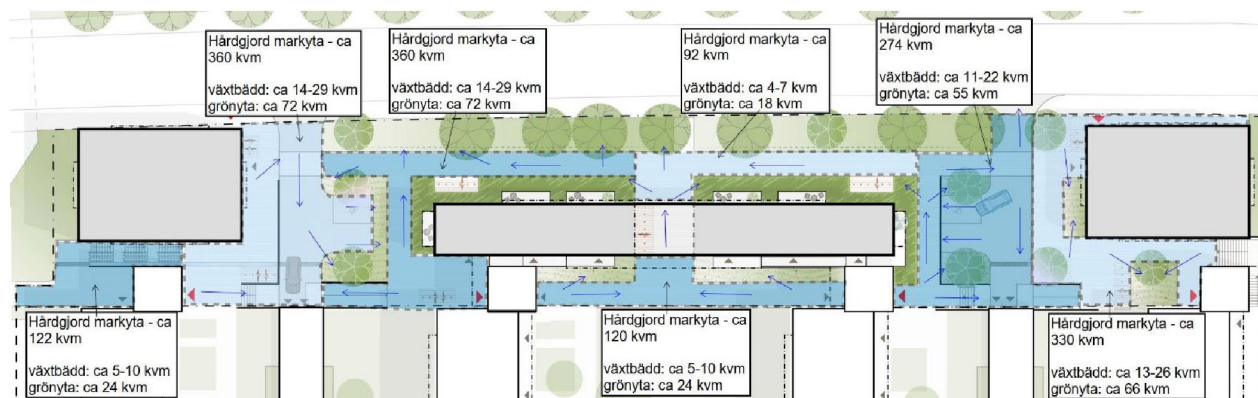 Hårdgjord markyta - ca
360 kvm
växtbädd: ca 14-29 kvm
grönyta: ca 72 kvm
Hårdgjord markyta - ca
360 kvm
växtbädd: ca 14-29 kvm
grönyta: ca 72 kvm
Hårdgjord markyta - ca
92 kvm
växtbädd: ca 4-7 kvm
grönyta: ca 18 kvm
Hårdgjord markyta - ca
274 kvm
växtbädd: ca 11-22 kvm
grönyta: ca 55 kvm
Hårdgjord markyta - ca
122 kvm
växtbädd: ca 5-10 kvm
grönyta: ca 24 kvm
Hårdgjord markyta - ca
120 kvm
växtbädd: ca 5-10 kvm
grönyta: ca 24 kvm
Hårdgjord markyta - ca
330 kvm
växtbädd: ca 13-26 kvm
grönyta: ca 66 kvm